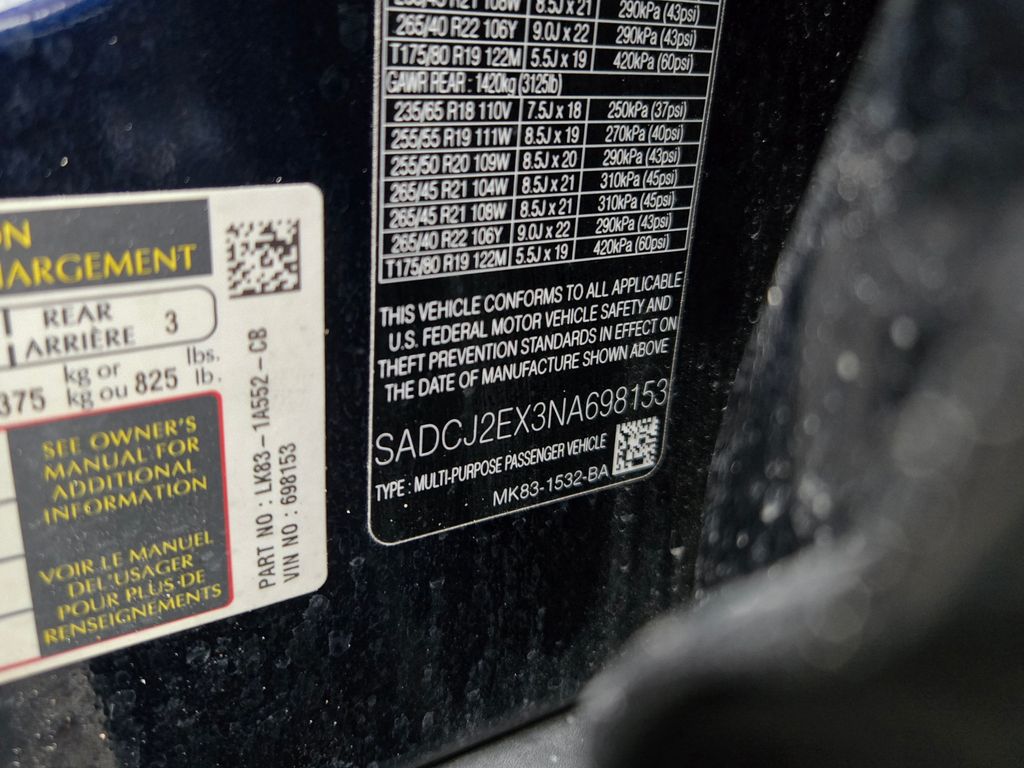 ON
HARGEMENT
REAR
ARRIÈRE 3
375 kg or kg ou 825 lbs. lb.
SEE OWNER'S
MANUAL FOR
ADDITIONAL
INFORMATION
VOIR LE MANUEL
DEL'USAGER
POUR PLUS DE
RENSEIGNEMENTS
PART NO : LK83-1A552-CB
VIN NO : 698153
R21 108W 8.5J x 21 290kPa (43psi)
265/40 R22 106Y 9.0J x 22 290kPa (43psi)
T175/80 R19 122M 5.5J x 19 420kPa (60psi)
GAWR REAR : 1420kg (3125lb)
235/65 R18 110V 7.5J x 18 250kPa (37psi)
255/55 R19 111W 8.5J x 19 270kPa (40psi)
255/50 R20 109W 8.5J x 20 290kPa (43psi)
265/45 R21 104W 8.5J x 21 310kPa (45psi)
265/45 R21 108W 8.5J x 21 310kPa (45psi)
265/40 R22 106Y 9.0J x 22 290kPa (43psi)
T175/80 R19 122M 5.5J x 19 420kPa (60psi)
THIS VEHICLE CONFORMS TO ALL APPLICABLE
U.S. FEDERAL MOTOR VEHICLE SAFETY AND
THEFT PREVENTION STANDARDS IN EFFECT ON
THE DATE OF MANUFACTURE SHOWN ABOVE
SADCJ2EX3NA698153
TYPE : MULTI-PURPOSE PASSENGER VEHICLE
MK83-1532-BA